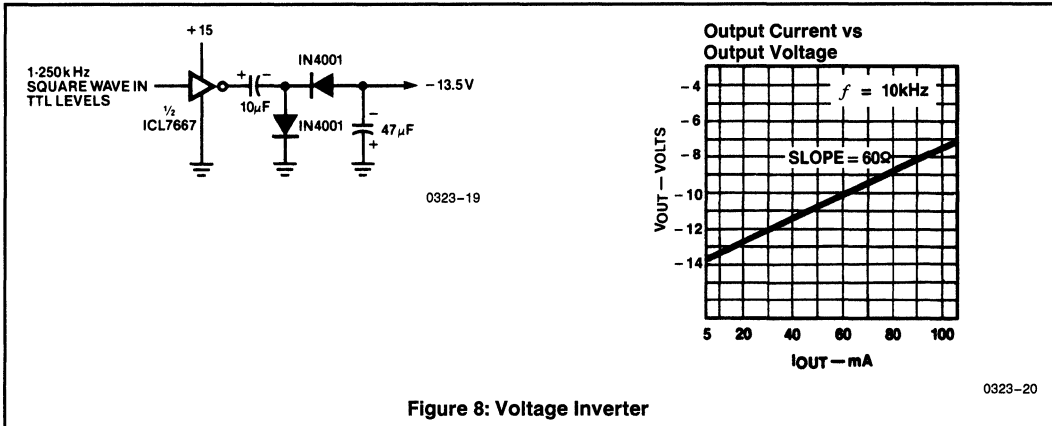 +15
1-250k Hz
SQUARE WAVE IN
TTL LEVELS
1/2
ICL7667
+ -
10μF
IN4001
IN4001
-13.5V
-
47μF
+
0323-19
Output Current vs
Output Voltage
f = 10kHz
SLOPE = 60Ω
VOUT — VOLTS
-4
-6
-8
-10
-12
-14
5 20 40 60 80 100
IOUT — mA
0323-20
Figure 8: Voltage Inverter